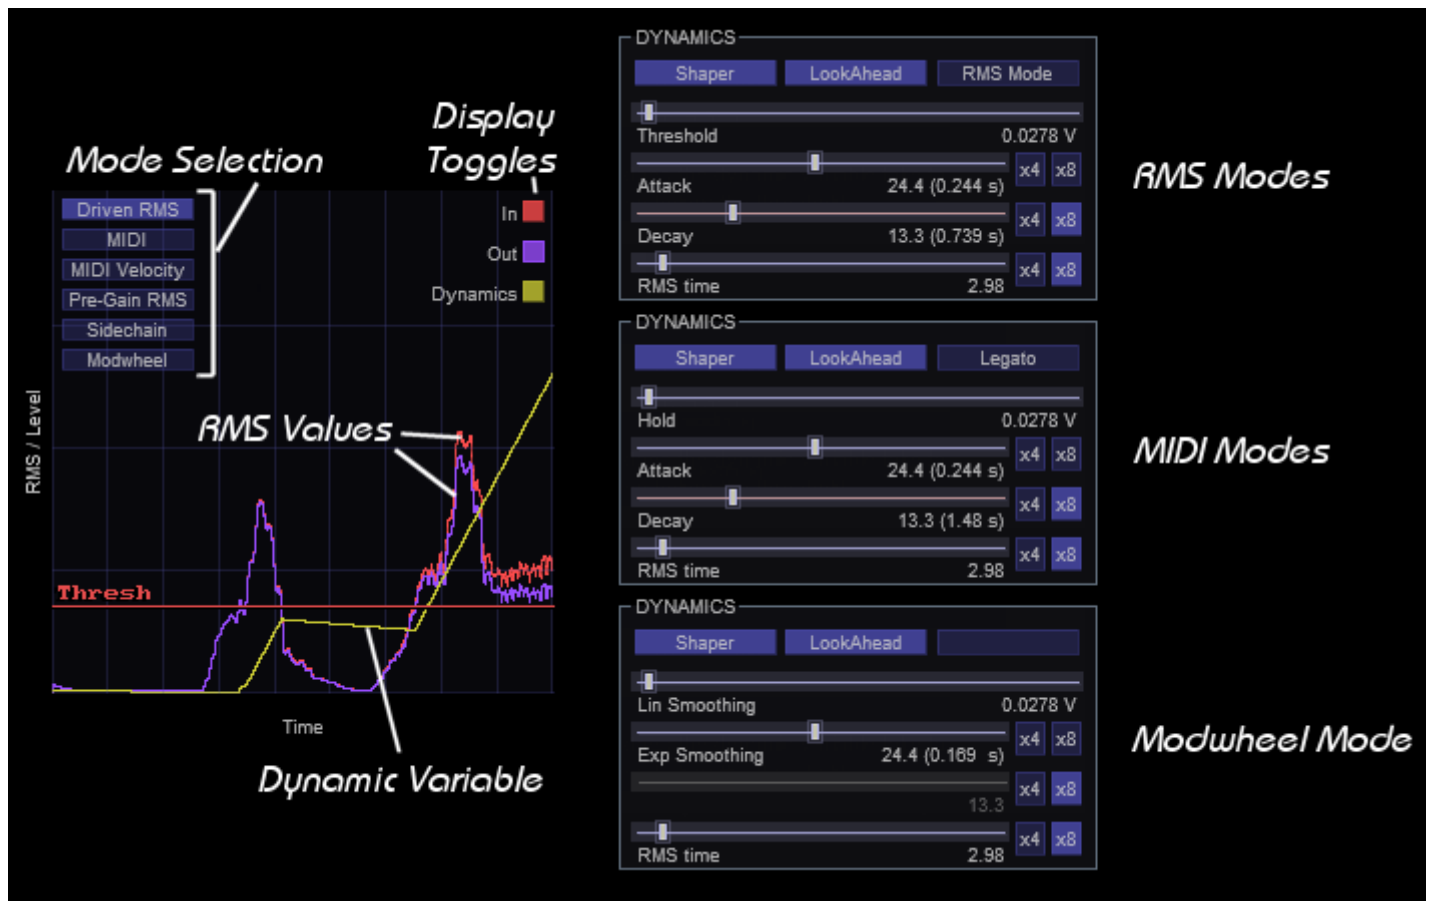 Display
Toggles
Mode Selection
Driven RMS
MIDI
MIDI Velocity
Pre-Gain RMS
Sidechain
Modwheel
In
Out
Dynamics
RMS / Level
RMS Values
Thresh
Time
Dynamic Variable
DYNAMICS
Shaper LookAhead RMS Mode
Threshold 0.0278 V
Attack 24.4 (0.244 s) x4 x8
Decay 13.3 (0.739 s) x4 x8
RMS time 2.98 x4 x8
RMS Modes
DYNAMICS
Shaper LookAhead Legato
Hold 0.0278 V
Attack 24.4 (0.244 s) x4 x8
Decay 13.3 (1.48 s) x4 x8
RMS time 2.98 x4 x8
MIDI Modes
DYNAMICS
Shaper LookAhead
Lin Smoothing 0.0278 V
Exp Smoothing 24.4 (0.169 s) x4 x8
13.3 x4 x8
RMS time 2.98 x4 x8
Modwheel Mode